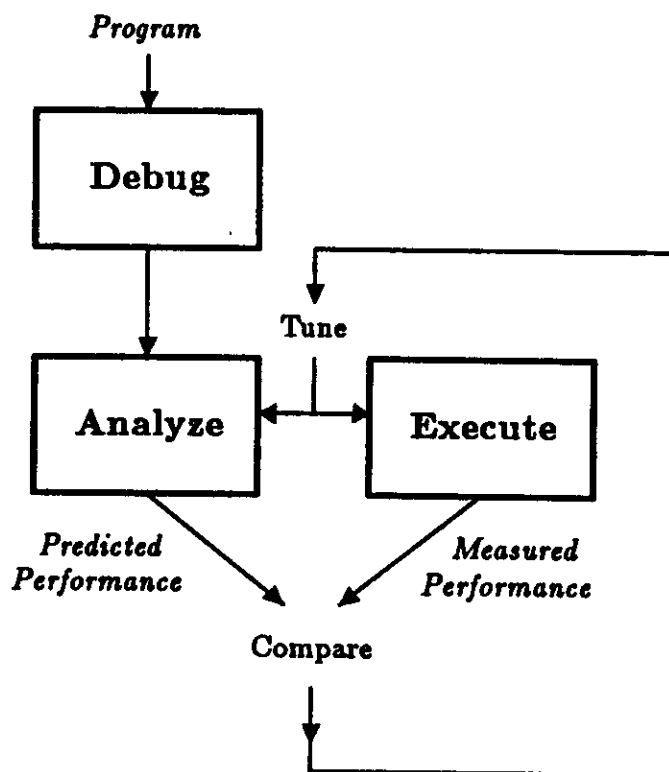 Program
Debug
Tune
Analyze
Execute
Predicted
Performance
Measured
Performance
Compare